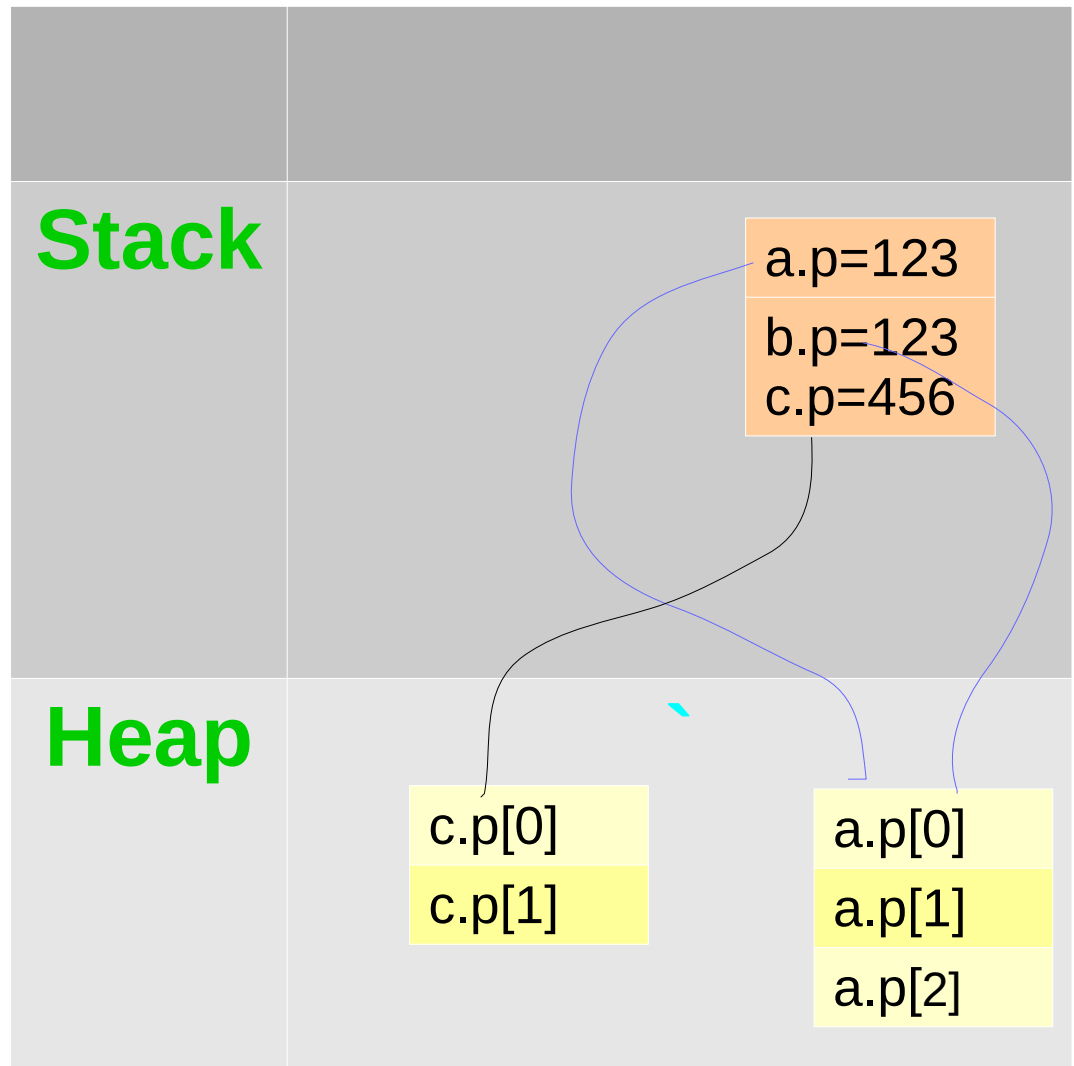 Stack
a.p=123
b.p=123
c.p=456
Heap
`
c.p[0]
c.p[1]
a.p[0]
a.p[1]
a.p[2]